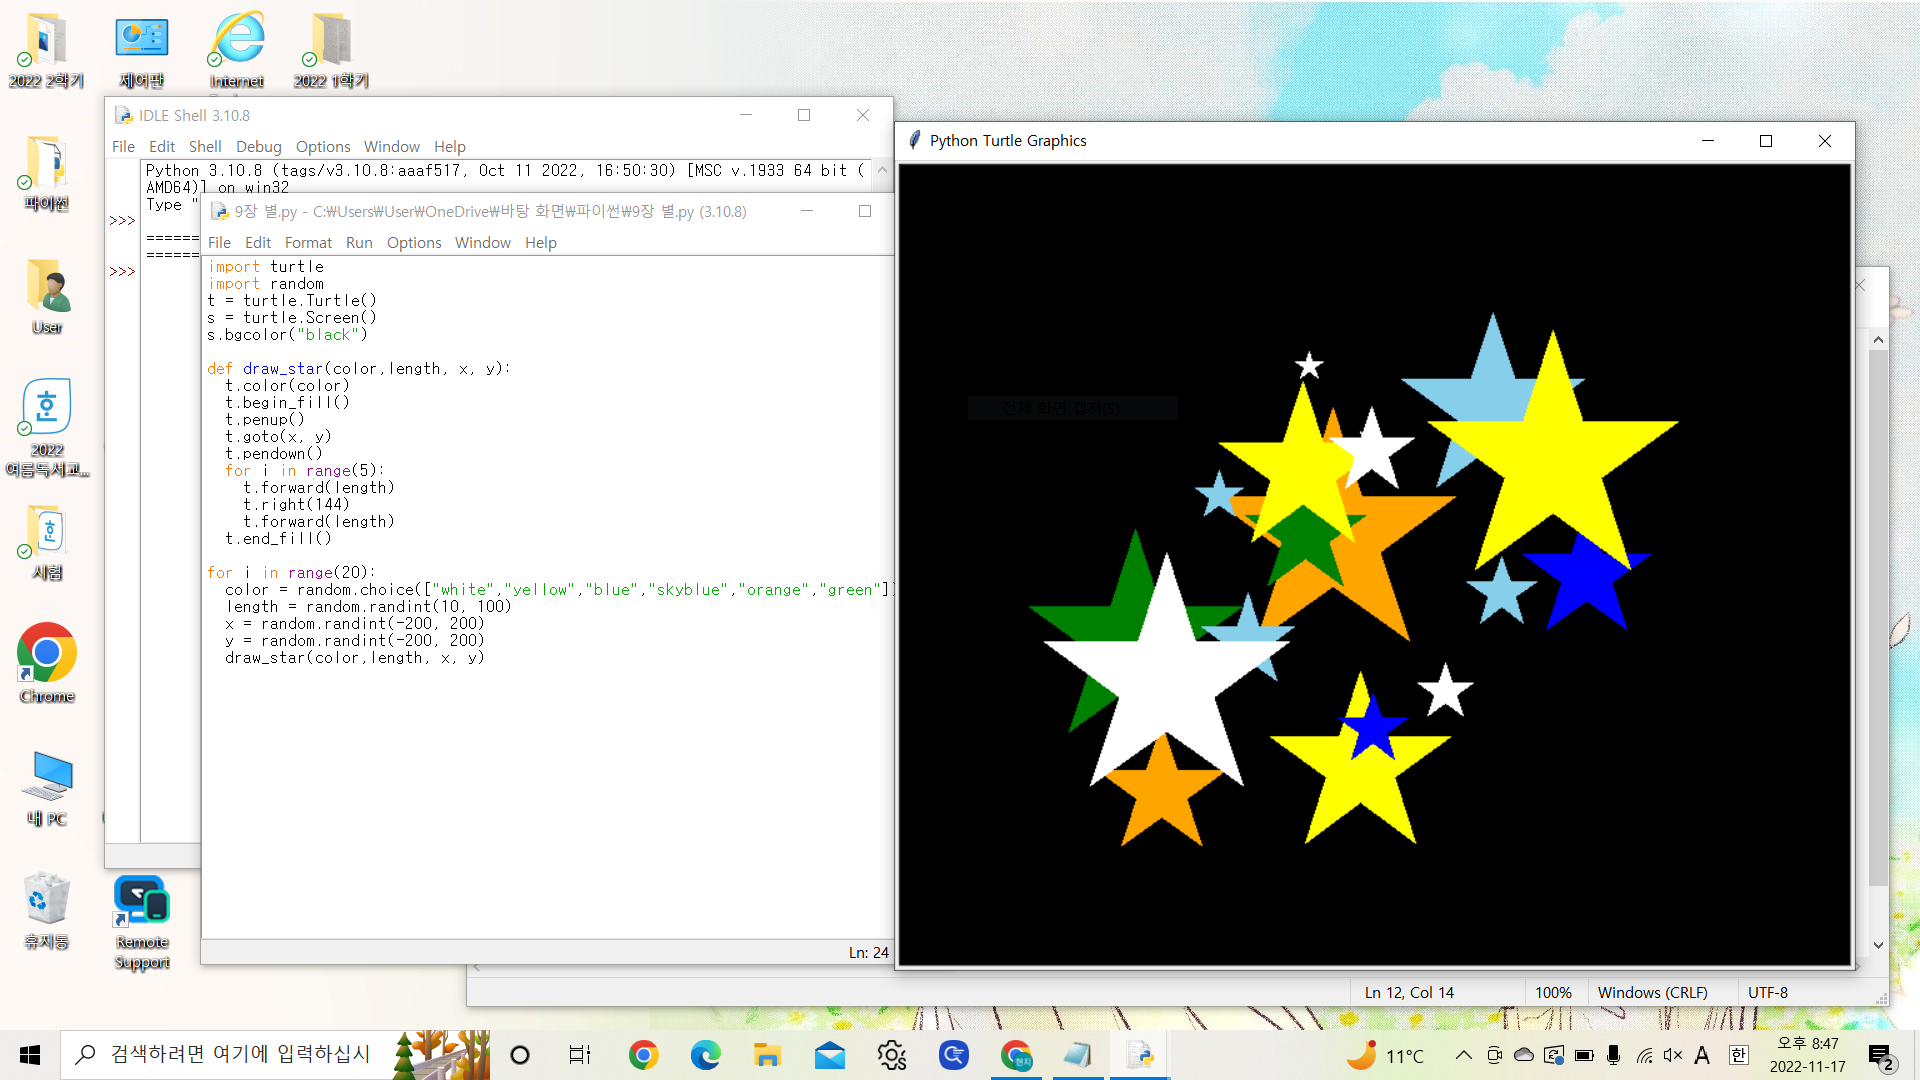 2022 2학기
제어판
Internet
2022 1학기
파이썬
User
2022
여름독서교...
시험
Chrome
내 PC
휴지통
Remote
Support
IDLE Shell 3.10.8
File Edit Shell Debug Options Window Help
Python 3.10.8 (tags/v3.10.8:aaaf517, Oct 11 2022, 16:50:30) [MSC v.1933 64 bit (
AMD64)] on win32
Type "
>>>
=======
=======
>>>
9장 별.py - C:₩Users₩User₩OneDrive₩바탕 화면₩파이썬₩9장 별.py (3.10.8)
File Edit Format Run Options Window Help
import turtle
import random
t = turtle.Turtle()
s = turtle.Screen()
s.bgcolor("black")
def draw_star(color,length, x, y):
t.color(color)
t.begin_fill()
t.penup()
t.goto(x, y)
t.pendown()
for i in range(5):
t.forward(length)
t.right(144)
t.forward(length)
t.end_fill()
for i in range(20):
color = random.choice(["white","yellow","blue","skyblue","orange","green"])
length = random.randint(10, 100)
x = random.randint(-200, 200)
y = random.randint(-200, 200)
draw_star(color,length, x, y)
Ln: 24
Python Turtle Graphics
전체 화면 캡처(S)
Ln 12, Col 14 100% Windows (CRLF) UTF-8
검색하려면 여기에 입력하십시
11°C
A
한
오후 8:47
2022-11-17
2